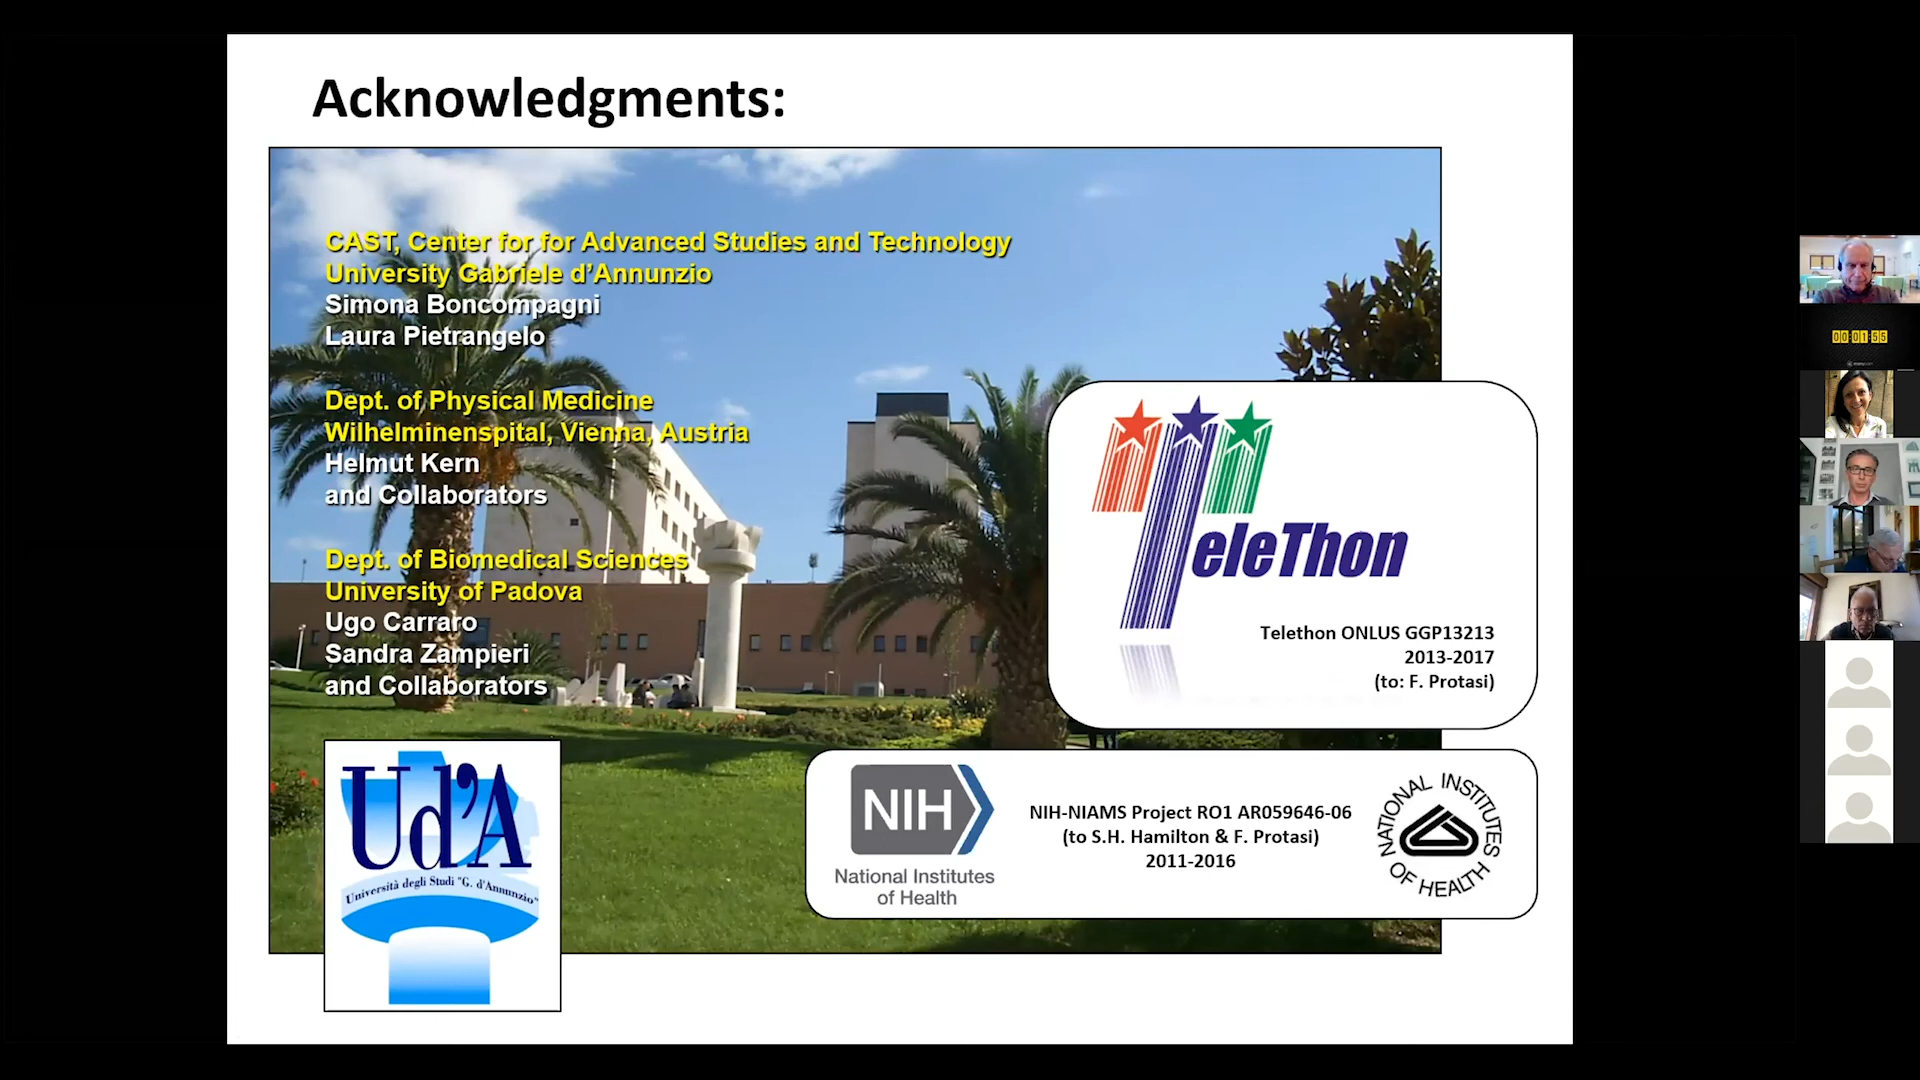 Acknowledgments:
CAST, Center for for Advanced Studies and Technology
University Gabriele d’Annunzio
Simona Boncompagni
Laura Pietrangelo
Dept. of Physical Medicine
Wilhelminenspital, Vienna, Austria
Helmut Kern
and Collaborators
Dept. of Biomedical Sciences
University of Padova
Ugo Carraro
Sandra Zampieri
and Collaborators
TeleThon
Telethon ONLUS GGP13213
2013-2017
(to: F. Protasi)
Ud'A
Università degli Studi "G. d'Annunzio"
NIH
National Institutes
of Health
NIH-NIAMS Project RO1 AR059646-06
(to S.H. Hamilton & F. Protasi)
2011-2016
NATIONAL INSTITUTES
OF HEALTH
00:01:55